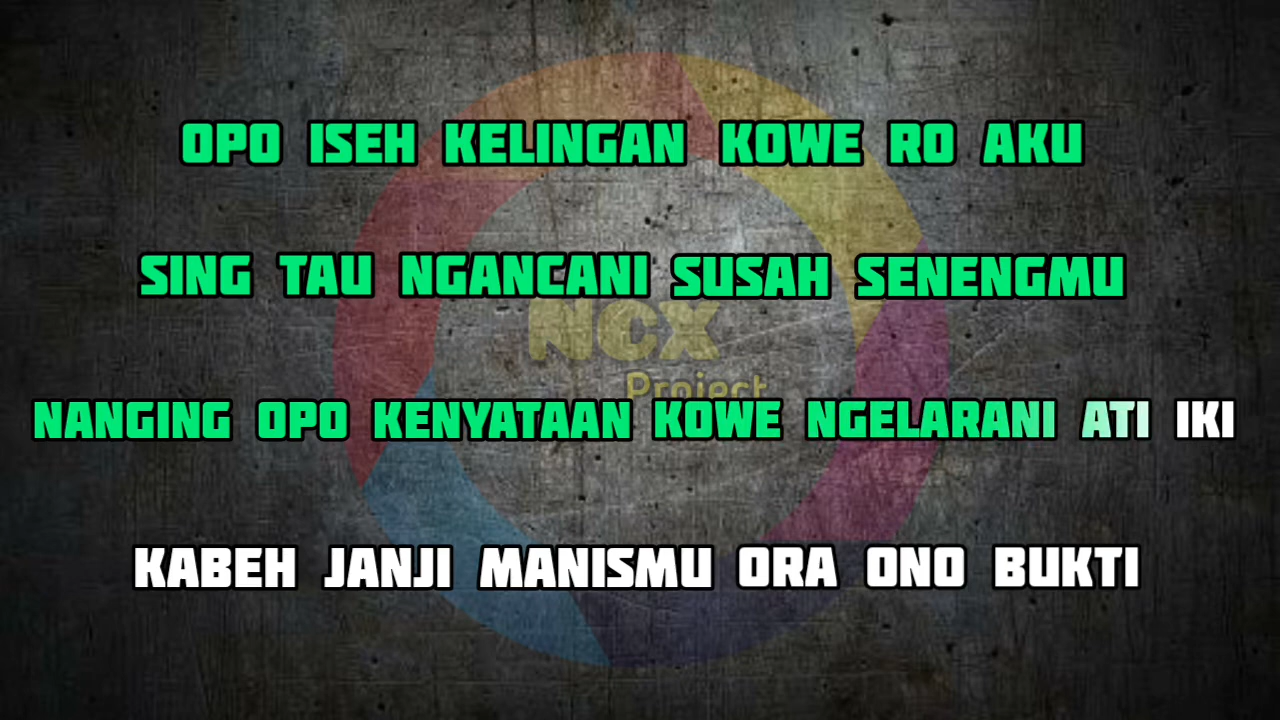 OPO ISEH KELINGAN KOWE RO AKU
SING TAU NGANCANI SUSAH SENENGMU
NCX
Project
NANGING OPO KENYATAAN KOWE NGELARANI ATI IKI
KABEH JANJI MANISMU ORA ONO BUKTI